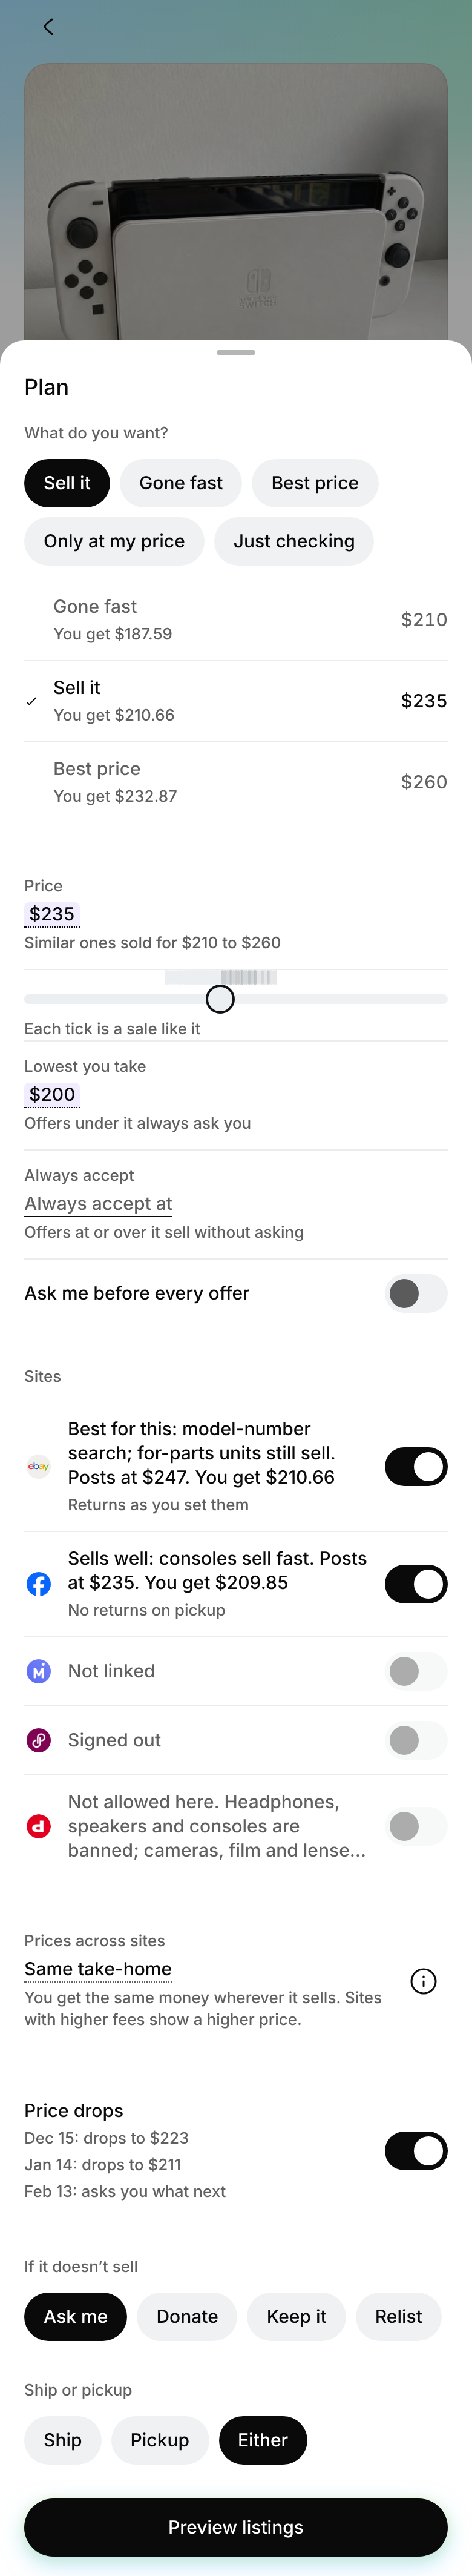 Plan
What do you want?
Sell it
Gone fast
Best price
Only at my price
Just checking
Gone fast
You get $187.59
$210
Sell it
You get $210.66
$235
Best price
You get $232.87
$260
Price
$235
Similar ones sold for $210 to $260
Each tick is a sale like it
Lowest you take
$200
Offers under it always ask you
Always accept
Always accept at
Offers at or over it sell without asking
Ask me before every offer
Sites
ebay
Best for this: model-number
search; for-parts units still sell.
Posts at $247. You get $210.66
Returns as you set them
Sells well: consoles sell fast. Posts
at $235. You get $209.85
No returns on pickup
Not linked
Signed out
Not allowed here. Headphones,
speakers and consoles are
banned; cameras, film and lense...
Prices across sites
Same take-home
You get the same money wherever it sells. Sites
with higher fees show a higher price.
Price drops
Dec 15: drops to $223
Jan 14: drops to $211
Feb 13: asks you what next
If it doesn’t sell
Ask me
Donate
Keep it
Relist
Ship or pickup
Ship
Pickup
Either
Preview listings